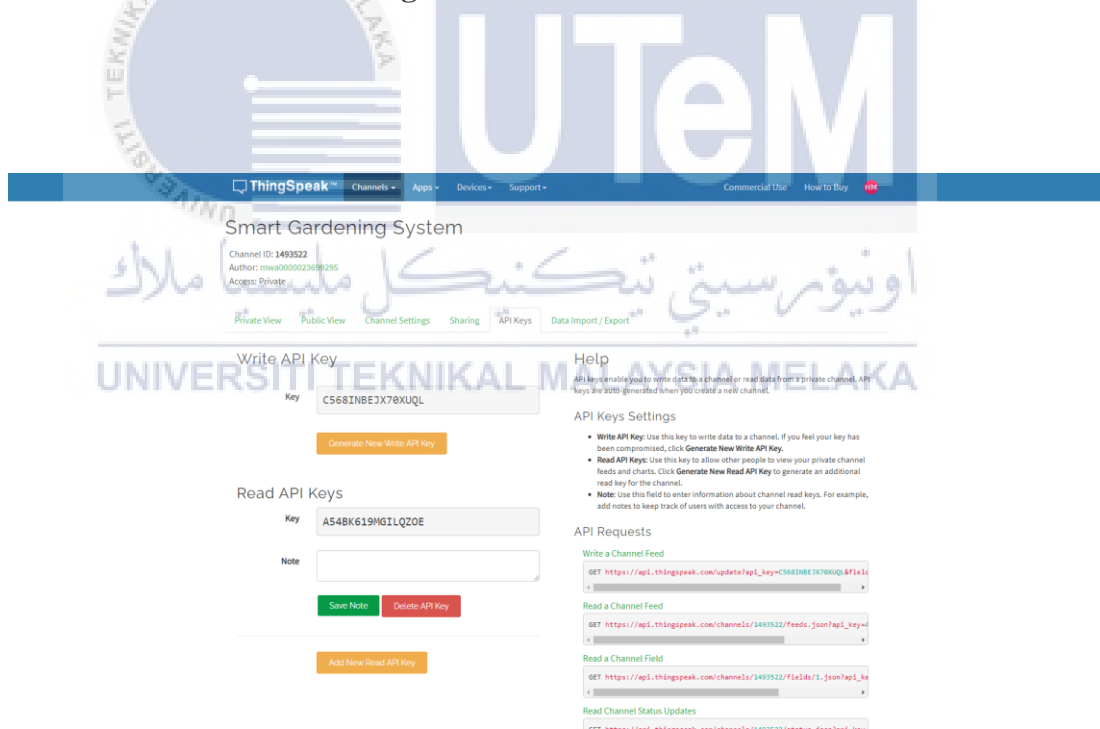 TEKNIKA
LAKA
ERSITI
UNIVER
UTeM
ThingSpeak™ Channels Apps Devices Support Commercial Use How to Buy
Smart Gardening System
Channel ID: 1493522
Author: mwa0000023699295
Access: Private
اونيۏرسيتي تيكنيكل مليسيا ملاك
Private View Public View Channel Settings Sharing API Keys Data Import / Export
UNIVERSITI TEKNIKAL MALAYSIA MELAKA
Write API Key
Key C568INBEJX70XUQL
Generate New Write API Key
Read API Keys
Key A54BK619MGILQZOE
Note
Save Note Delete API Key
Add New Read API Key
Help
API keys enable you to write data to a channel or read data from a private channel. API
keys are auto-generated when you create a new channel.
API Keys Settings
• Write API Key: Use this key to write data to a channel. If you feel your key has
been compromised, click Generate New Write API Key.
• Read API Keys: Use this key to allow other people to view your private channel
feeds and charts. Click Generate New Read API Key to generate an additional
read key for the channel.
• Note: Use this field to enter information about channel read keys. For example,
add notes to keep track of users with access to your channel.
API Requests
Write a Channel Feed
GET https://api.thingspeak.com/update?api_key=C568INBEJX70XUQL&field
Read a Channel Feed
GET https://api.thingspeak.com/channels/1493522/feeds.json?api_key=
Read a Channel Field
GET https://api.thingspeak.com/channels/1493522/fields/1.json?api_ke
Read Channel Status Updates